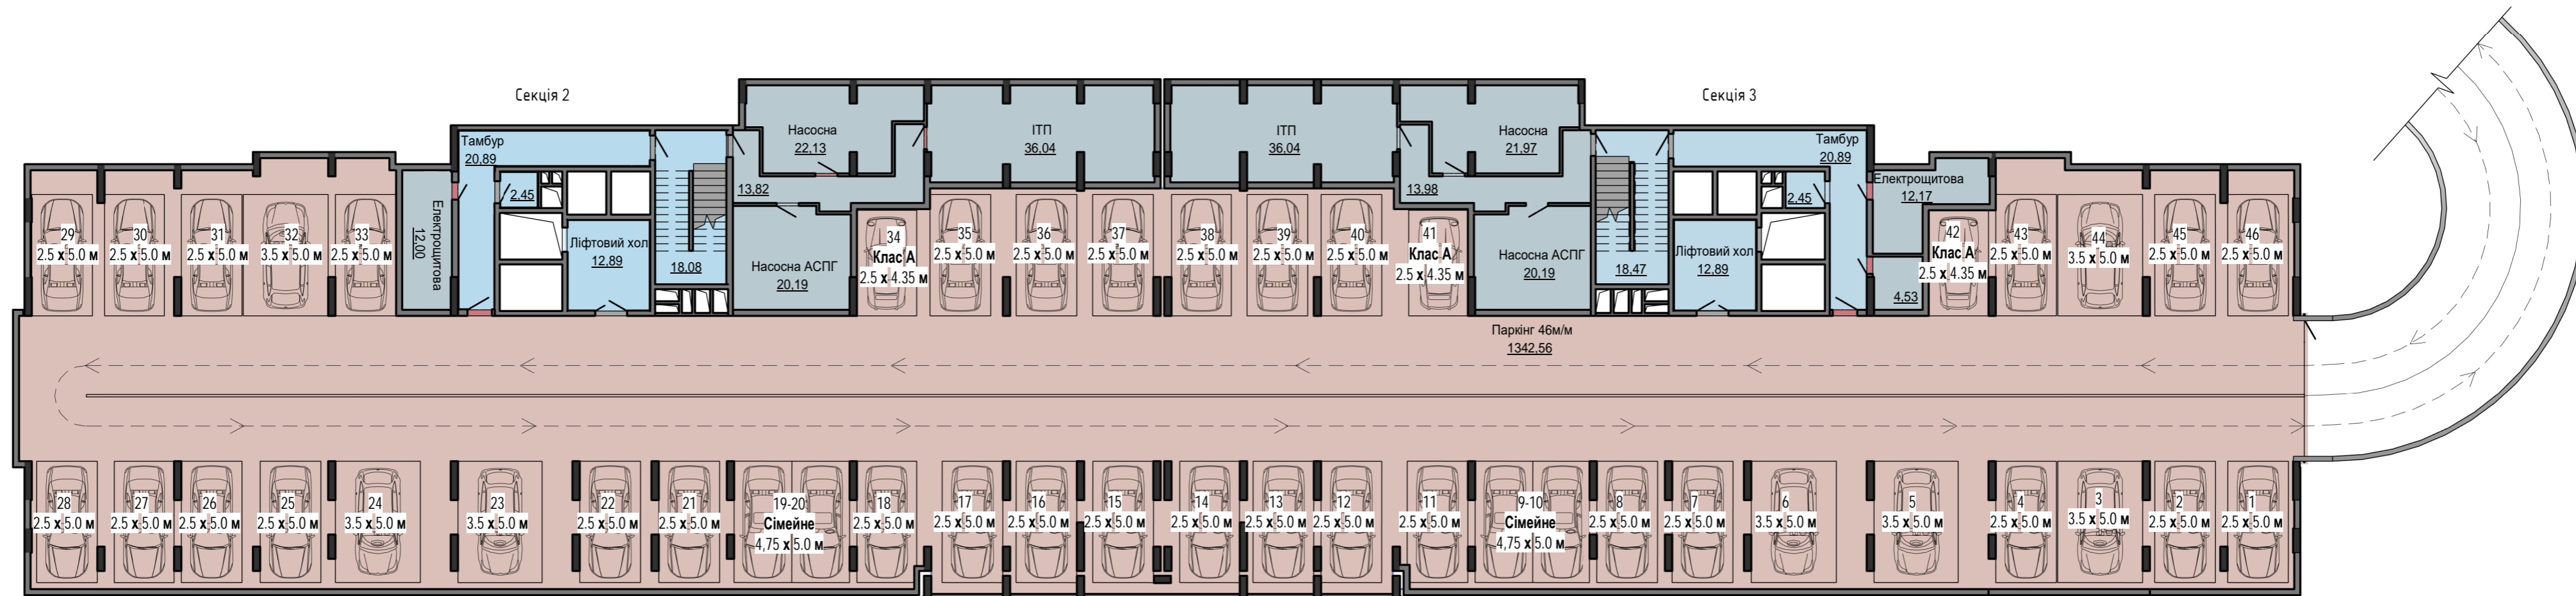 Секція 2
Секція 3
Тамбур
20,89
2,45
Електрощитова
12,00
Ліфтовий хол
12,89
18,08
Насосна
22,13
13,82
Насосна АСПГ
20,19
ІТП
36,04
ІТП
36,04
Насосна
21,97
13,98
Насосна АСПГ
20,19
18,47
Ліфтовий хол
12,89
2,45
Тамбур
20,89
Електрощитова
12,17
4,53
29
2.5 x 5.0 м
30
2.5 x 5.0 м
31
2.5 x 5.0 м
32
3.5 x 5.0 м
33
2.5 x 5.0 м
34
Клас А
2.5 x 4.35 м
35
2.5 x 5.0 м
36
2.5 x 5.0 м
37
2.5 x 5.0 м
38
2.5 x 5.0 м
39
2.5 x 5.0 м
40
2.5 x 5.0 м
41
Клас А
2.5 x 4.35 м
42
Клас А
2.5 x 4.35 м
43
2.5 x 5.0 м
44
3.5 x 5.0 м
45
2.5 x 5.0 м
46
2.5 x 5.0 м
Паркінг 46м/м
1342,56
28
2.5 x 5.0 м
27
2.5 x 5.0 м
26
2.5 x 5.0 м
25
2.5 x 5.0 м
24
3.5 x 5.0 м
23
3.5 x 5.0 м
22
2.5 x 5.0 м
21
2.5 x 5.0 м
19-20
Сімейне
4,75 x 5.0 м
18
2.5 x 5.0 м
17
2.5 x 5.0 м
16
2.5 x 5.0 м
15
2.5 x 5.0 м
14
2.5 x 5.0 м
13
2.5 x 5.0 м
12
2.5 x 5.0 м
11
2.5 x 5.0 м
9-10
Сімейне
4,75 x 5.0 м
8
2.5 x 5.0 м
7
2.5 x 5.0 м
6
3.5 x 5.0 м
5
3.5 x 5.0 м
4
2.5 x 5.0 м
3
3.5 x 5.0 м
2
2.5 x 5.0 м
1
2.5 x 5.0 м